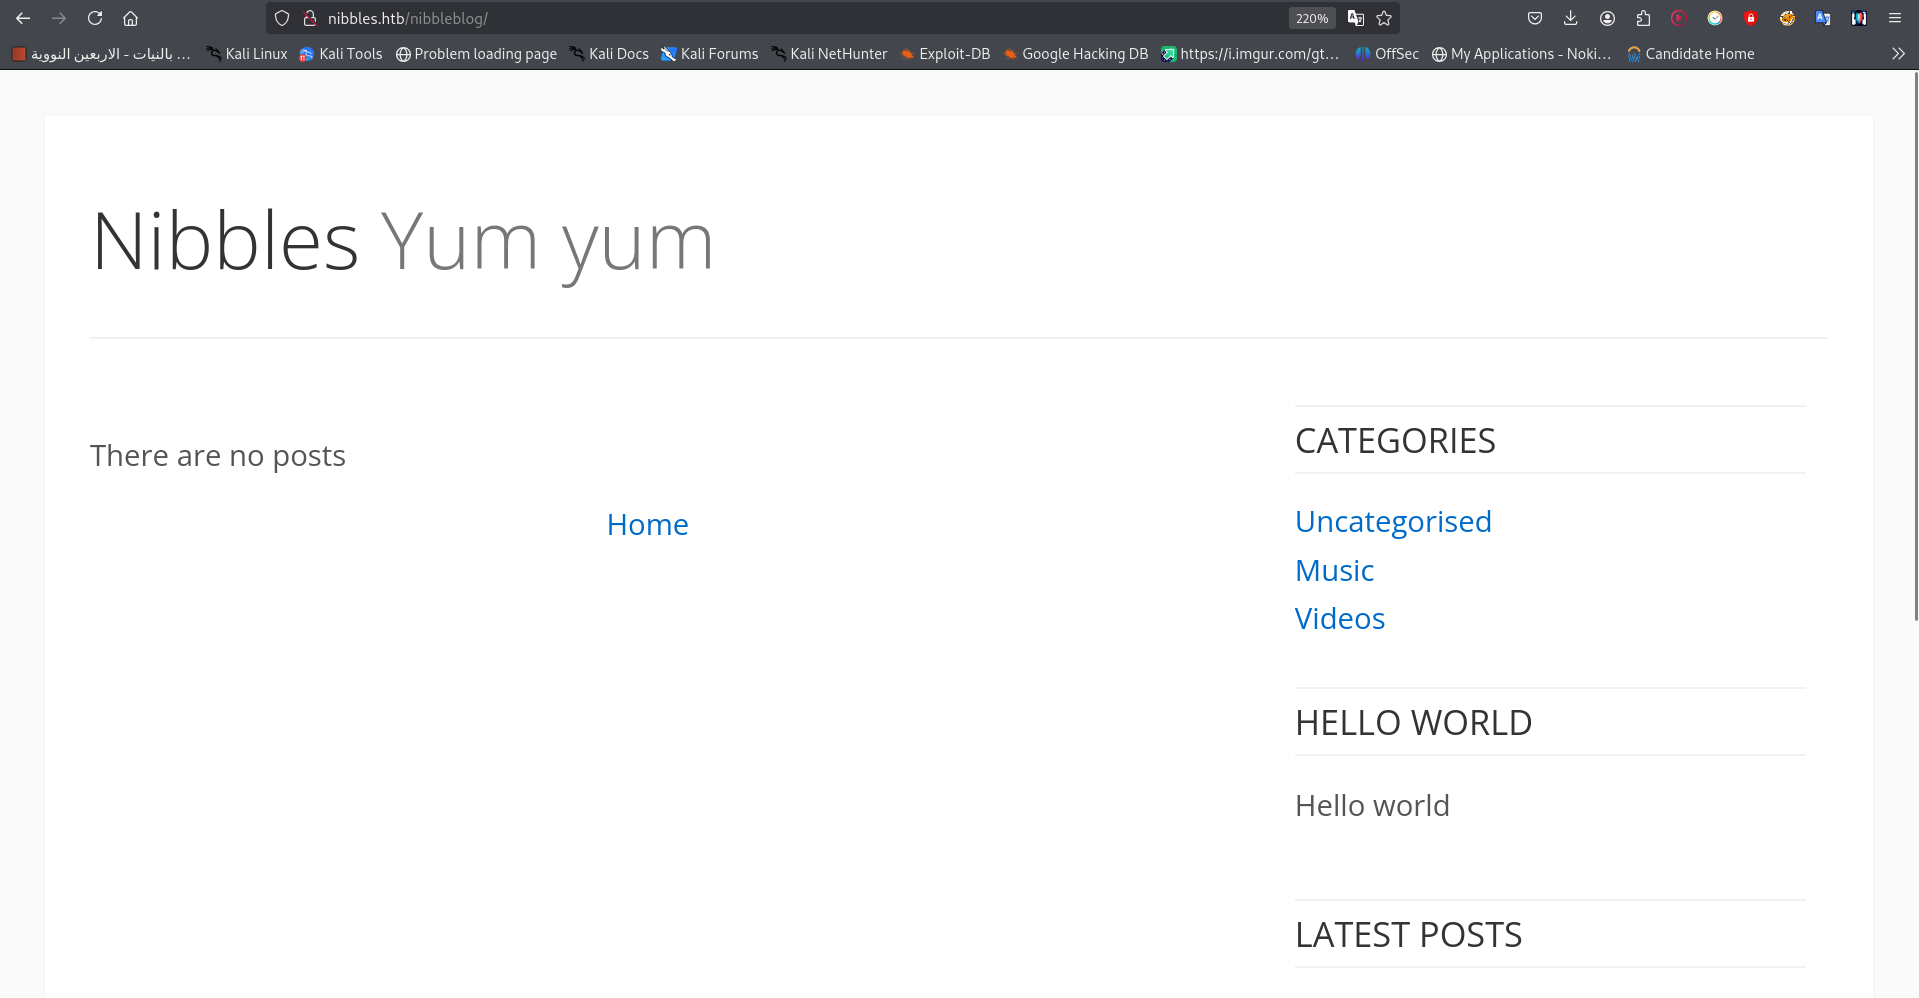 nibbles.htb/nibbleblog/
220%
بالنيات - الاربعين النووية ...
Kali Linux
Kali Tools
Problem loading page
Kali Docs
Kali Forums
Kali NetHunter
Exploit-DB
Google Hacking DB
https://i.imgur.com/gt...
OffSec
My Applications - Noki...
Candidate Home
Nibbles Yum yum
There are no posts
Home
CATEGORIES
Uncategorised
Music
Videos
HELLO WORLD
Hello world
LATEST POSTS